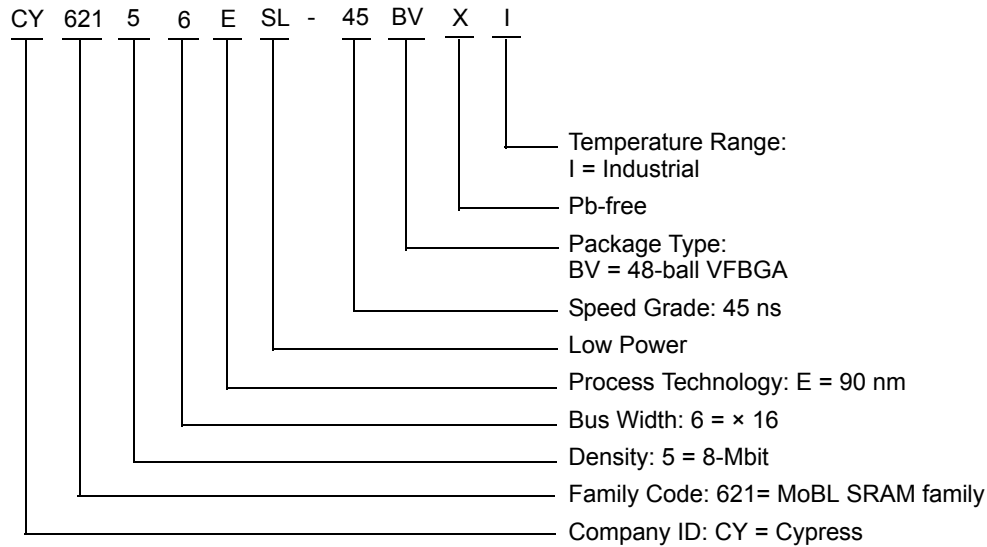 CY 621 5 6 E SL - 45 BV X I
Temperature Range:
I = Industrial
Pb-free
Package Type:
BV = 48-ball VFBGA
Speed Grade: 45 ns
Low Power
Process Technology: E = 90 nm
Bus Width: 6 = × 16
Density: 5 = 8-Mbit
Family Code: 621= MoBL SRAM family
Company ID: CY = Cypress